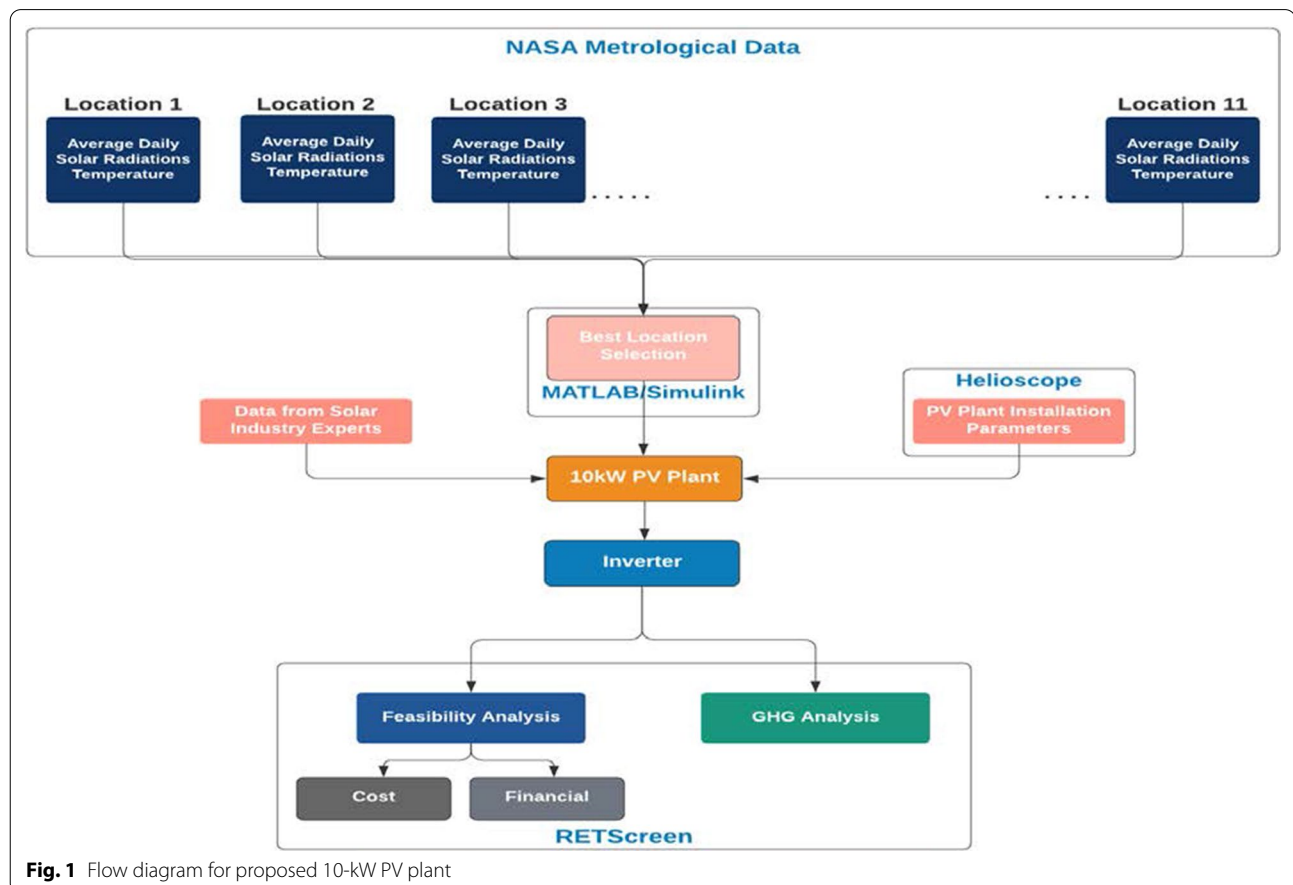 NASA Metrological Data
Location 1
Location 2
Location 3
Location 11
Average Daily
Solar Radiations
Temperature
Average Daily
Solar Radiations
Temperature
Average Daily
Solar Radiations
Temperature
.....
....
Average Daily
Solar Radiations
Temperature
Best Location
Selection
MATLAB/Simulink
Data from Solar
Industry Experts
Helioscope
PV Plant Installation
Parameters
10kW PV Plant
Inverter
Feasibility Analysis
GHG Analysis
Cost
Financial
RETScreen
Fig. 1 Flow diagram for proposed 10-kW PV plant